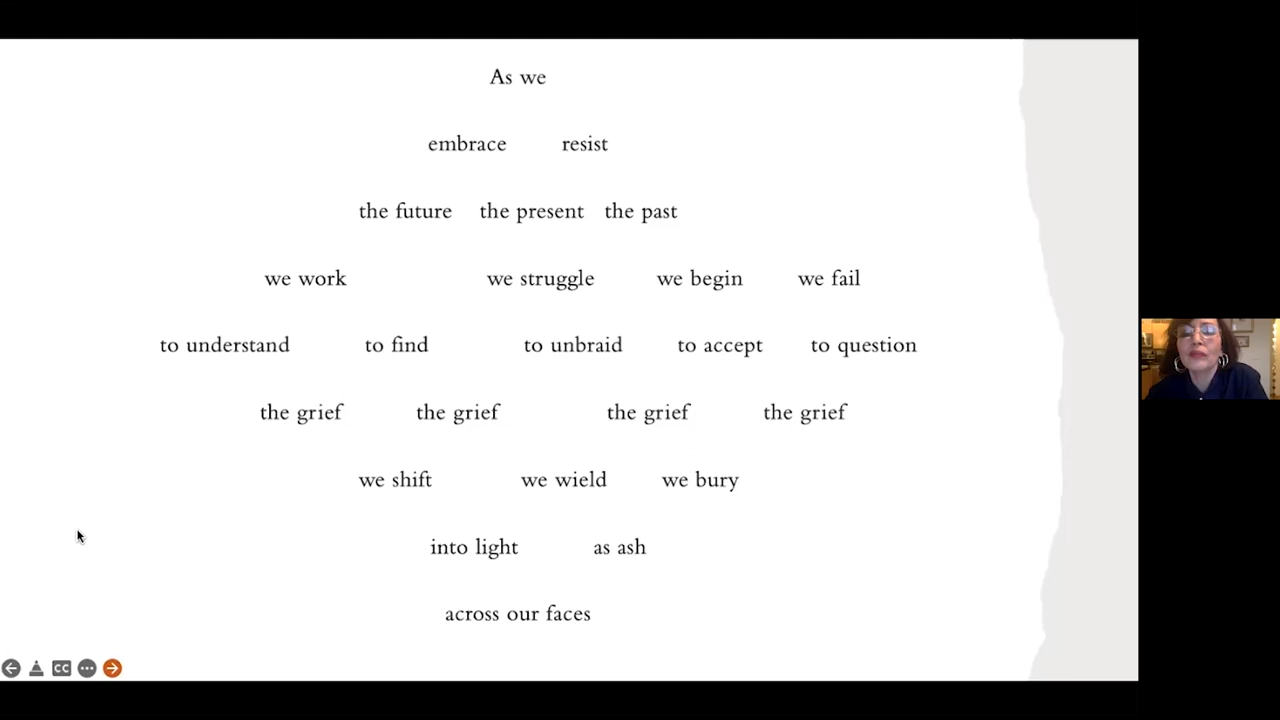 As we
embrace resist
the future the present the past
we work we struggle we begin we fail
to understand to find to unbraid to accept to question
the grief the grief the grief the grief
we shift we wield we bury
into light as ash
across our faces
CC